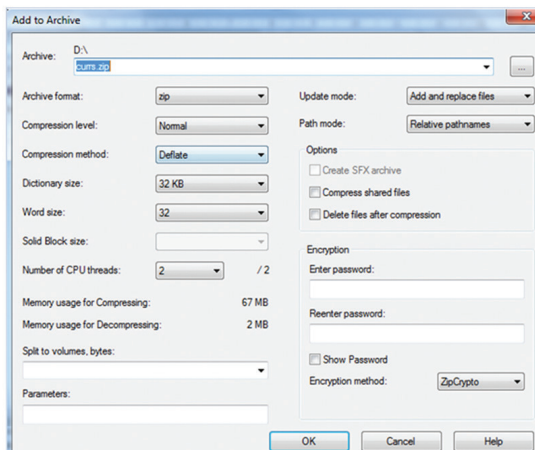 Add to Archive
Archive:
D:\
currs.zip
...
Archive format:
zip
Compression level:
Normal
Compression method:
Deflate
Dictionary size:
32 KB
Word size:
32
Solid Block size:
Number of CPU threads:
2
/ 2
Memory usage for Compressing:
67 MB
Memory usage for Decompressing:
2 MB
Split to volumes, bytes:
Parameters:
Update mode:
Add and replace files
Path mode:
Relative pathnames
Options
Create SFX archive
Compress shared files
Delete files after compression
Encryption
Enter password:
Reenter password:
Show Password
Encryption method:
ZipCrypto
OK
Cancel
Help